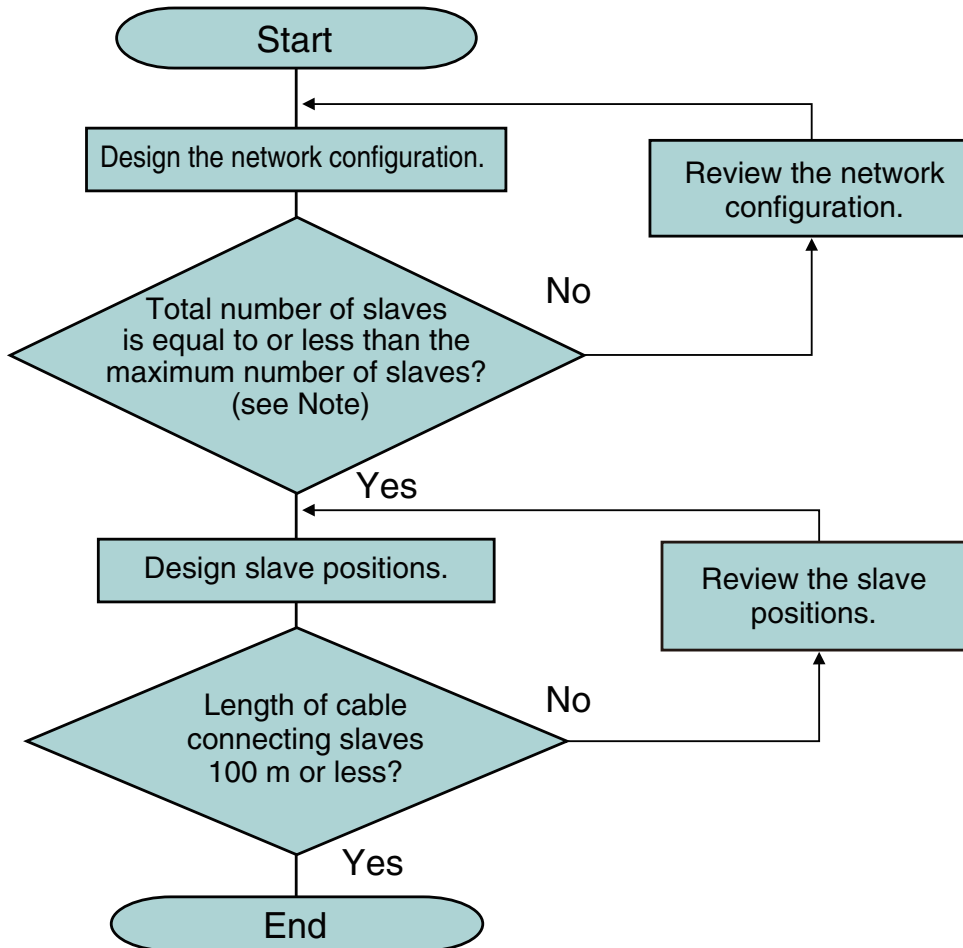 Start
Design the network configuration.
Review the network
configuration.
No
Total number of slaves
is equal to or less than the
maximum number of slaves?
(see Note)
Yes
Design slave positions.
Review the slave
positions.
No
Length of cable
connecting slaves
100 m or less?
Yes
End